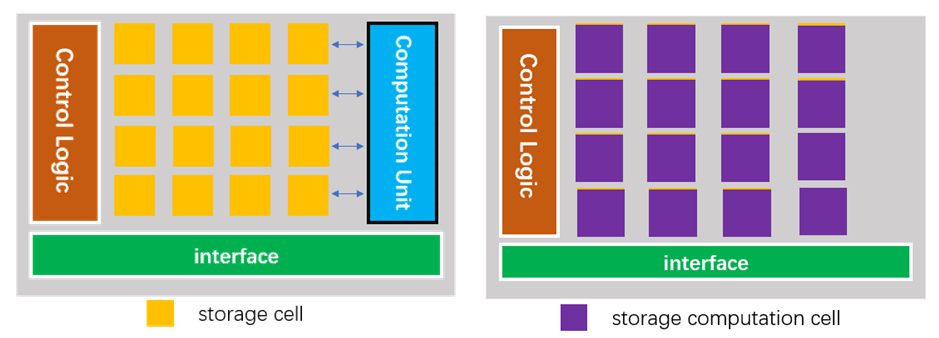 Control Logic
Computation Unit
interface
storage cell
Control Logic
interface
storage computation cell